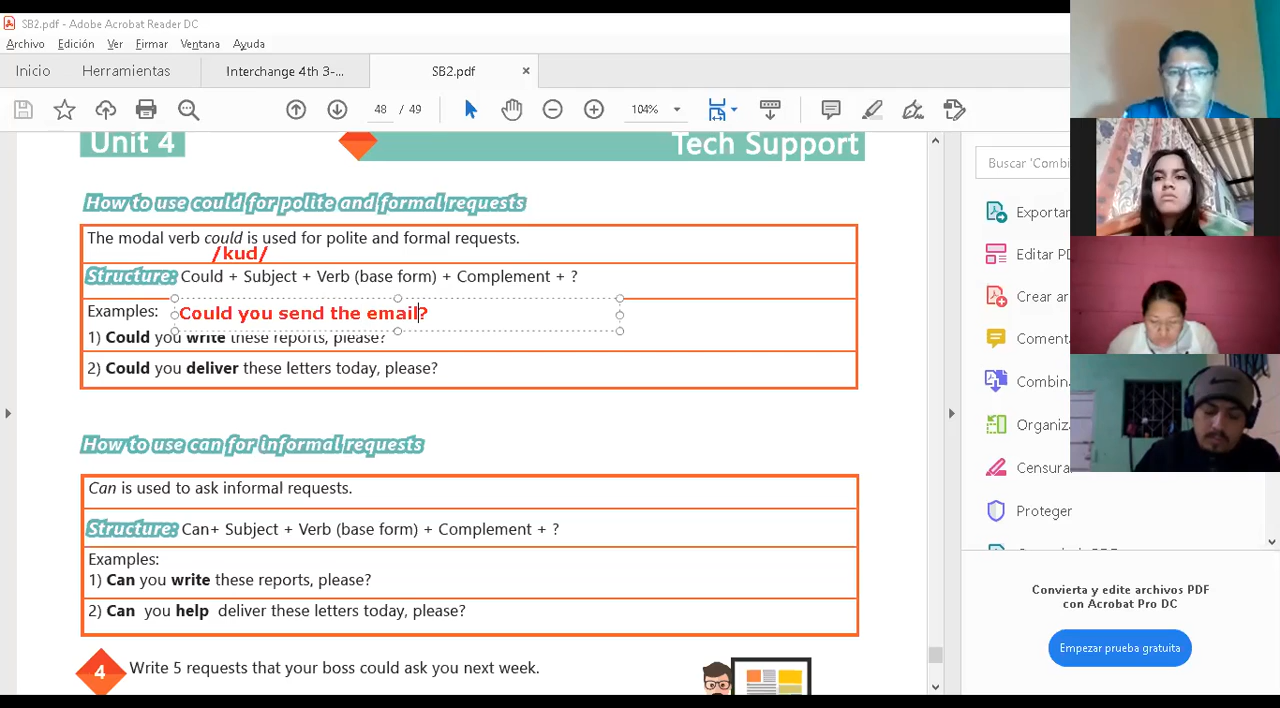 SB2.pdf - Adobe Acrobat Reader DC
Archivo Edición Ver Firmar Ventana Ayuda
Inicio Herramientas Interchange 4th 3-... SB2.pdf ×
48 / 49 104%
Unit 4 Tech Support
How to use could for polite and formal requests
The modal verb could is used for polite and formal requests.
/kud/
Structure: Could + Subject + Verb (base form) + Complement + ?
Examples: Could you send the email?
1) Could you write these reports, please?
2) Could you deliver these letters today, please?
How to use can for informal requests
Can is used to ask informal requests.
Structure: Can+ Subject + Verb (base form) + Complement + ?
Examples:
1) Can you write these reports, please?
2) Can you help deliver these letters today, please?
4 Write 5 requests that your boss could ask you next week.
Buscar 'Combi
Exportar
Editar PD
Crear ar
Comenta
Combin
Organiz
Censura
Proteger
Convierta y edite archivos PDF
con Acrobat Pro DC
Empezar prueba gratuita